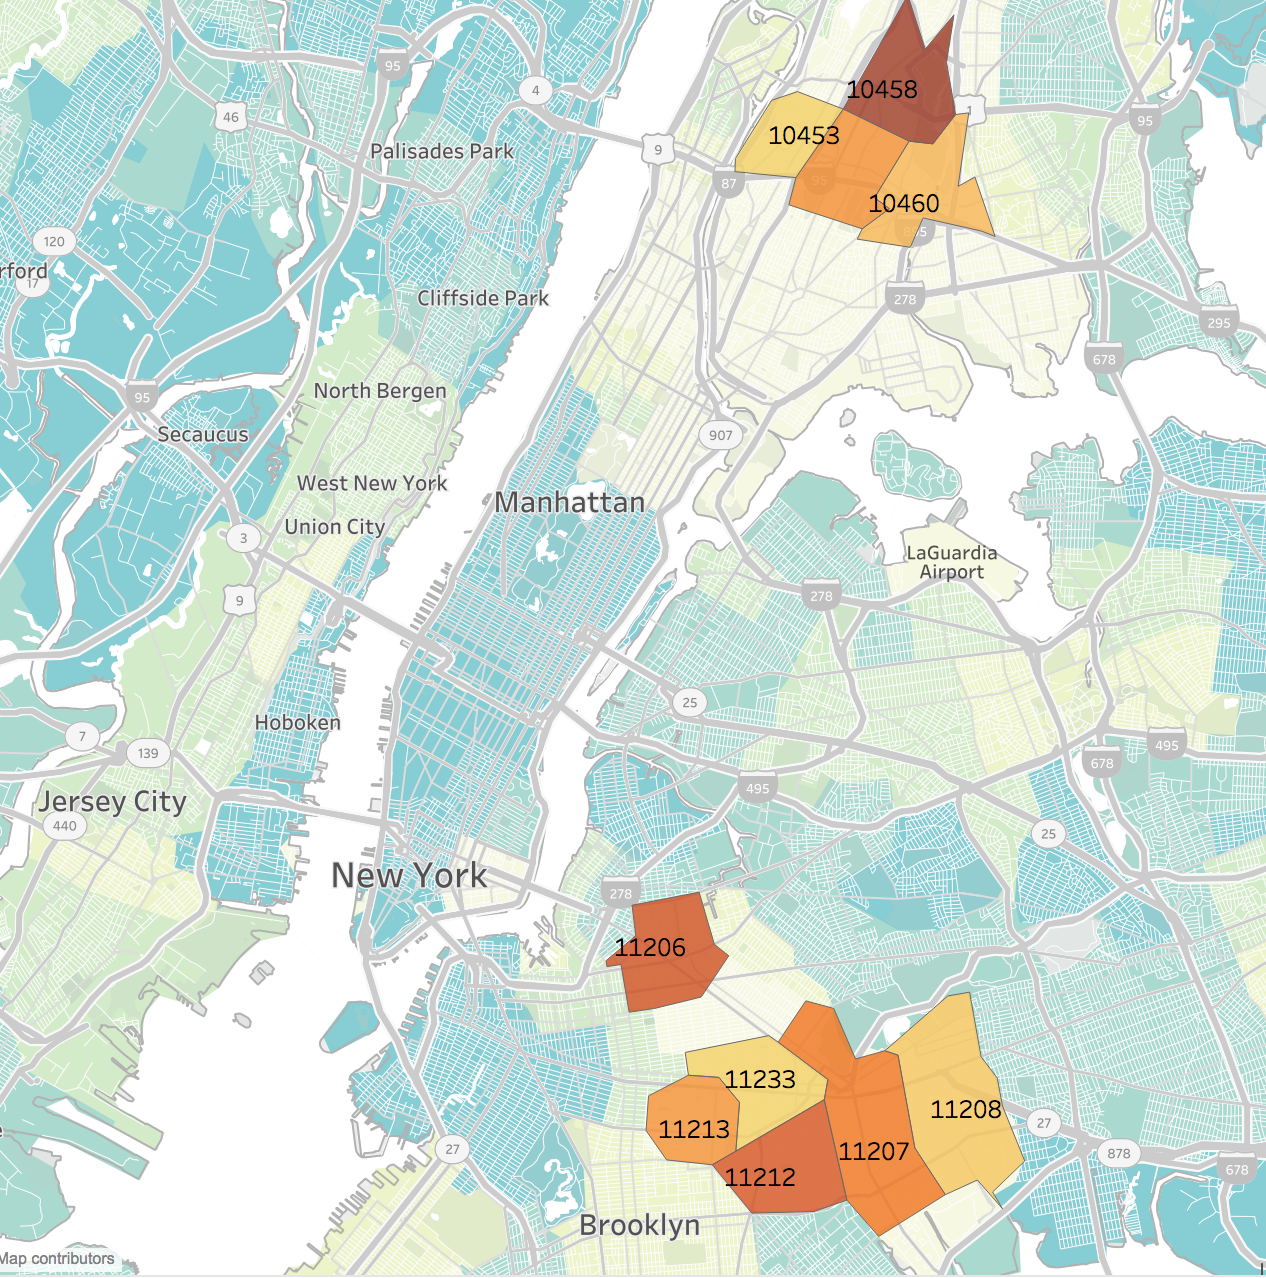 95
4
46
Palisades Park
9
10458
1
95
10453
87
95
10460
895
120
rford
17
Cliffside Park
278
295
678
95
North Bergen
Secaucus
907
West New York
Manhattan
Union City
3
LaGuardia
Airport
9
278
25
Hoboken
7
139
495
678
495
Jersey City
440
25
New York
278
11206
11233
11208
11213
27
11207
878
27
11212
678
Brooklyn
Map contributors